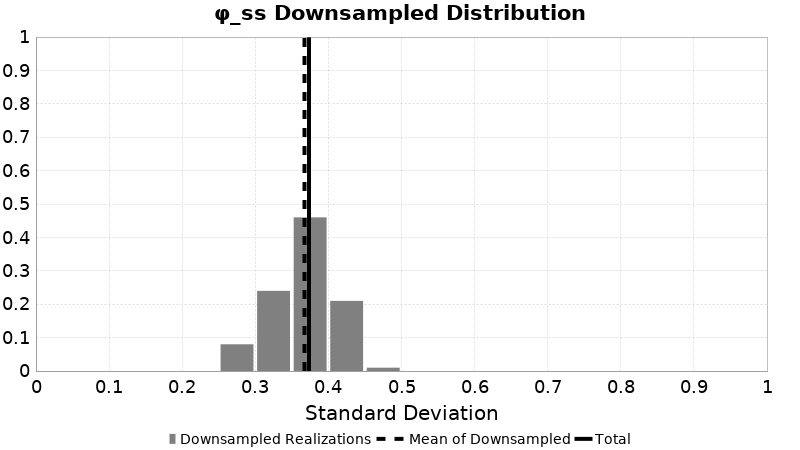 φ_ss Downsampled Distribution
1
0.9
0.8
0.7
0.6
0.5
0.4
0.3
0.2
0.1
0
0 0.1 0.2 0.3 0.4 0.5 0.6 0.7 0.8 0.9 1
Standard Deviation
Downsampled Realizations Mean of Downsampled Total